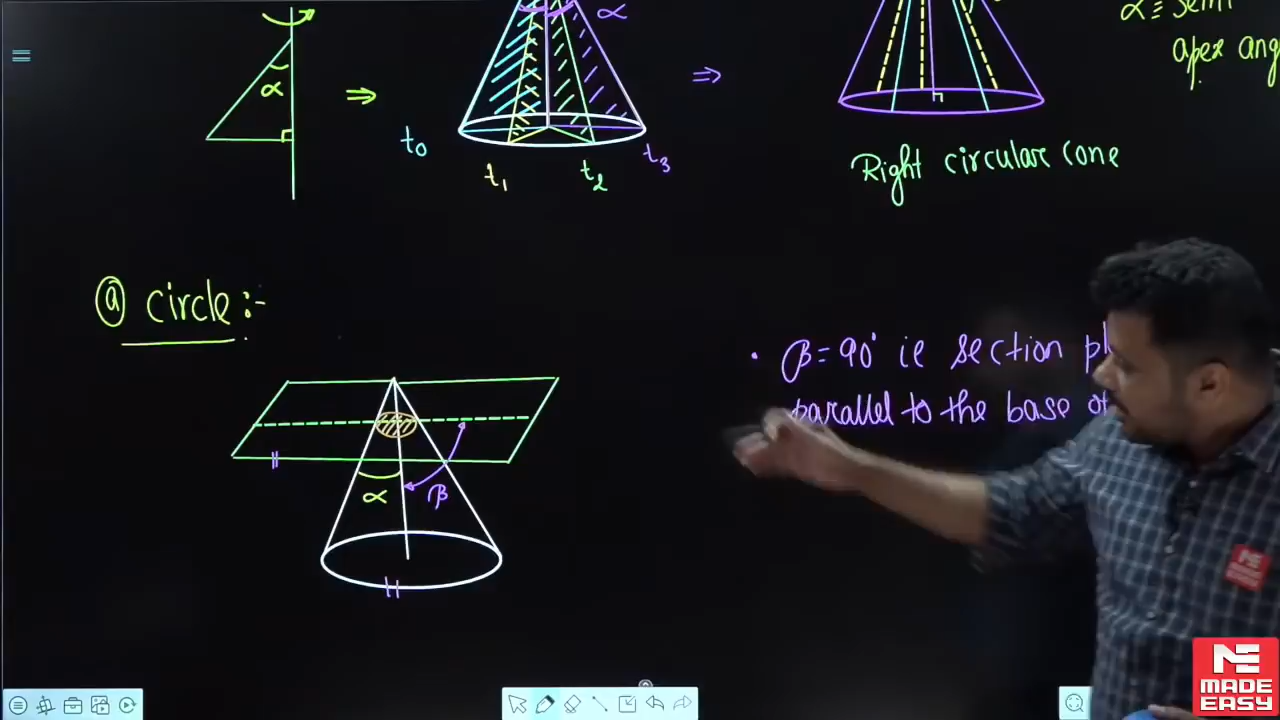 α
⇒
α
⇒
α ≡ Semi
apex ang
t0
t1
t2
t3
Right circular cone
ⓐ circle :-
• β = 90° ie section pl
parallel to the base of
α
β
MADE
EASY